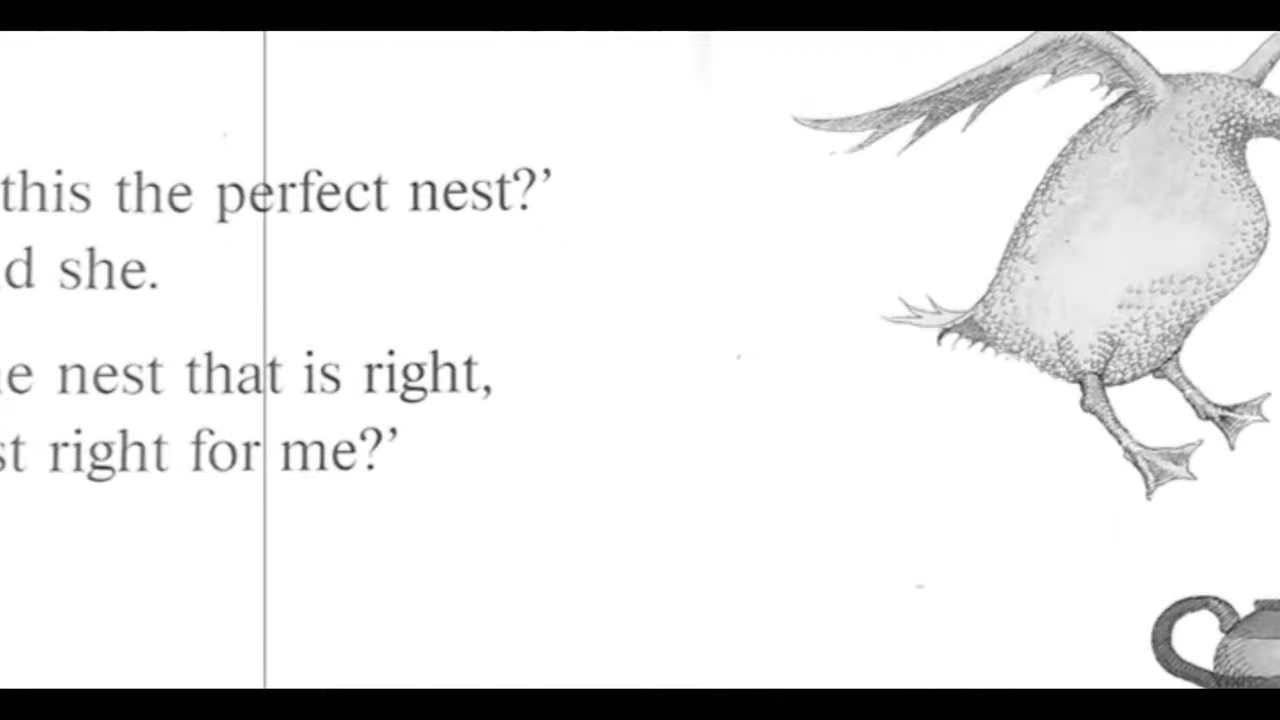 this the perfect nest?’
d she.
e nest that is right,
st right for me?’